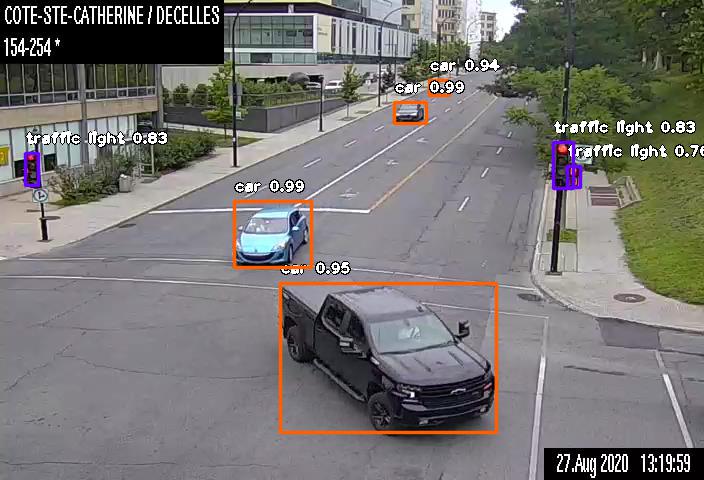 COTE-STE-CATHERINE / DECELLES
154-254 *
car 0.94
car 0.99
traffic light 0.83
traffic light 0.83
traffic light 0.76
car 0.99
car 0.95
27.Aug 2020 13:19:59